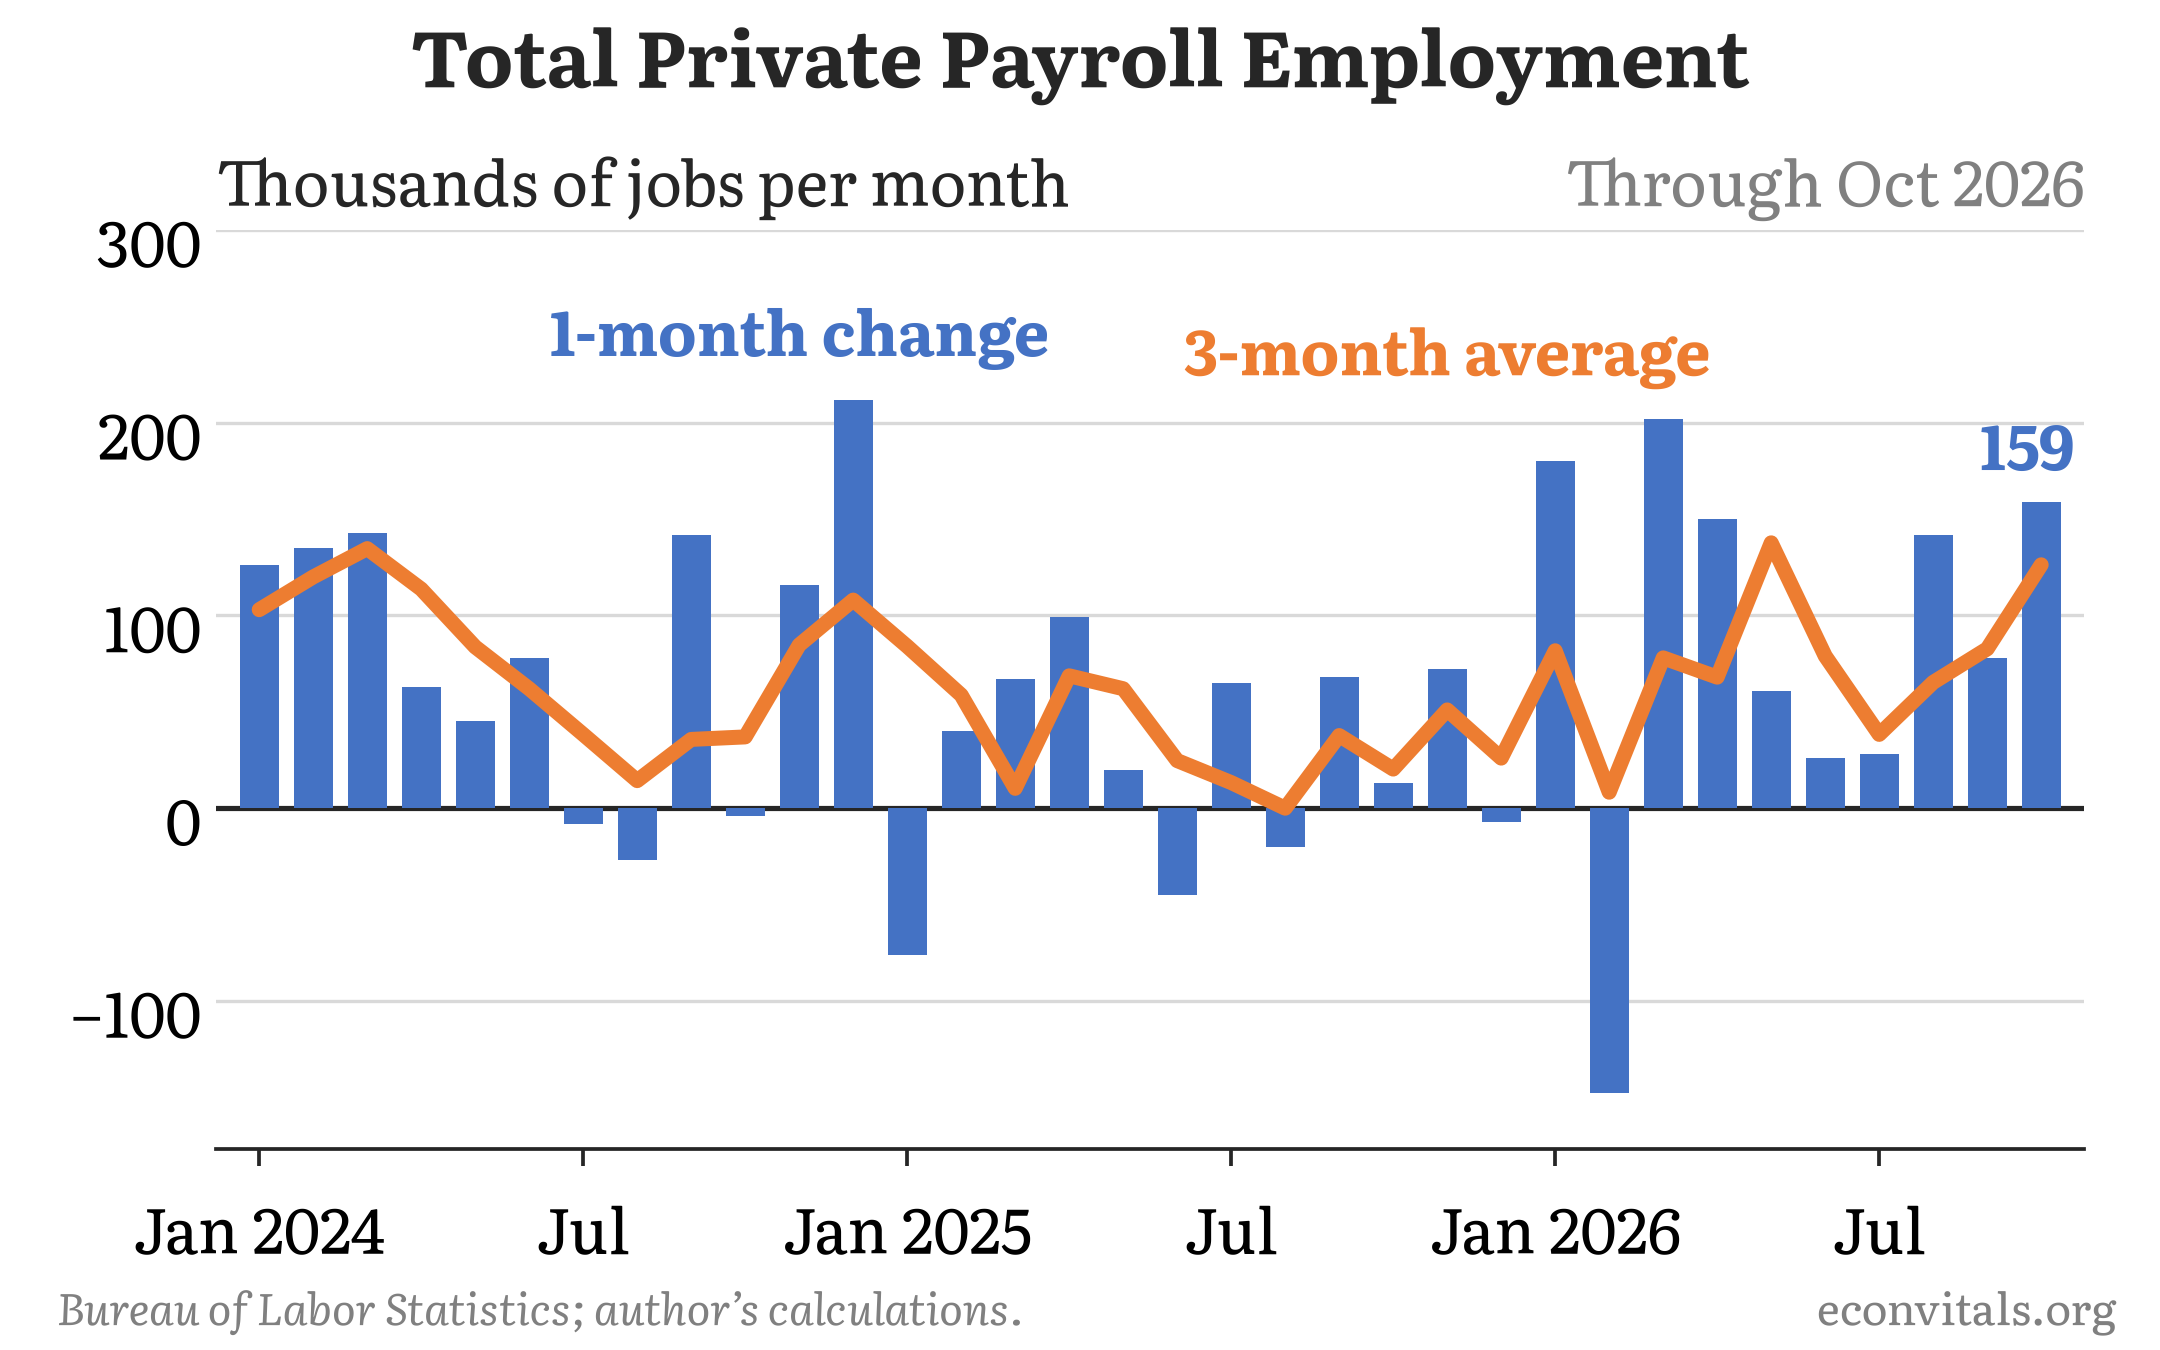 Total Private Payroll Employment
Thousands of jobs per month
Through Oct 2026
300
1-month change
3-month average
200
159
100
0
–100
Jan 2024
Jul
Jan 2025
Jul
Jan 2026
Jul
Bureau of Labor Statistics; author’s calculations.
econvitals.org